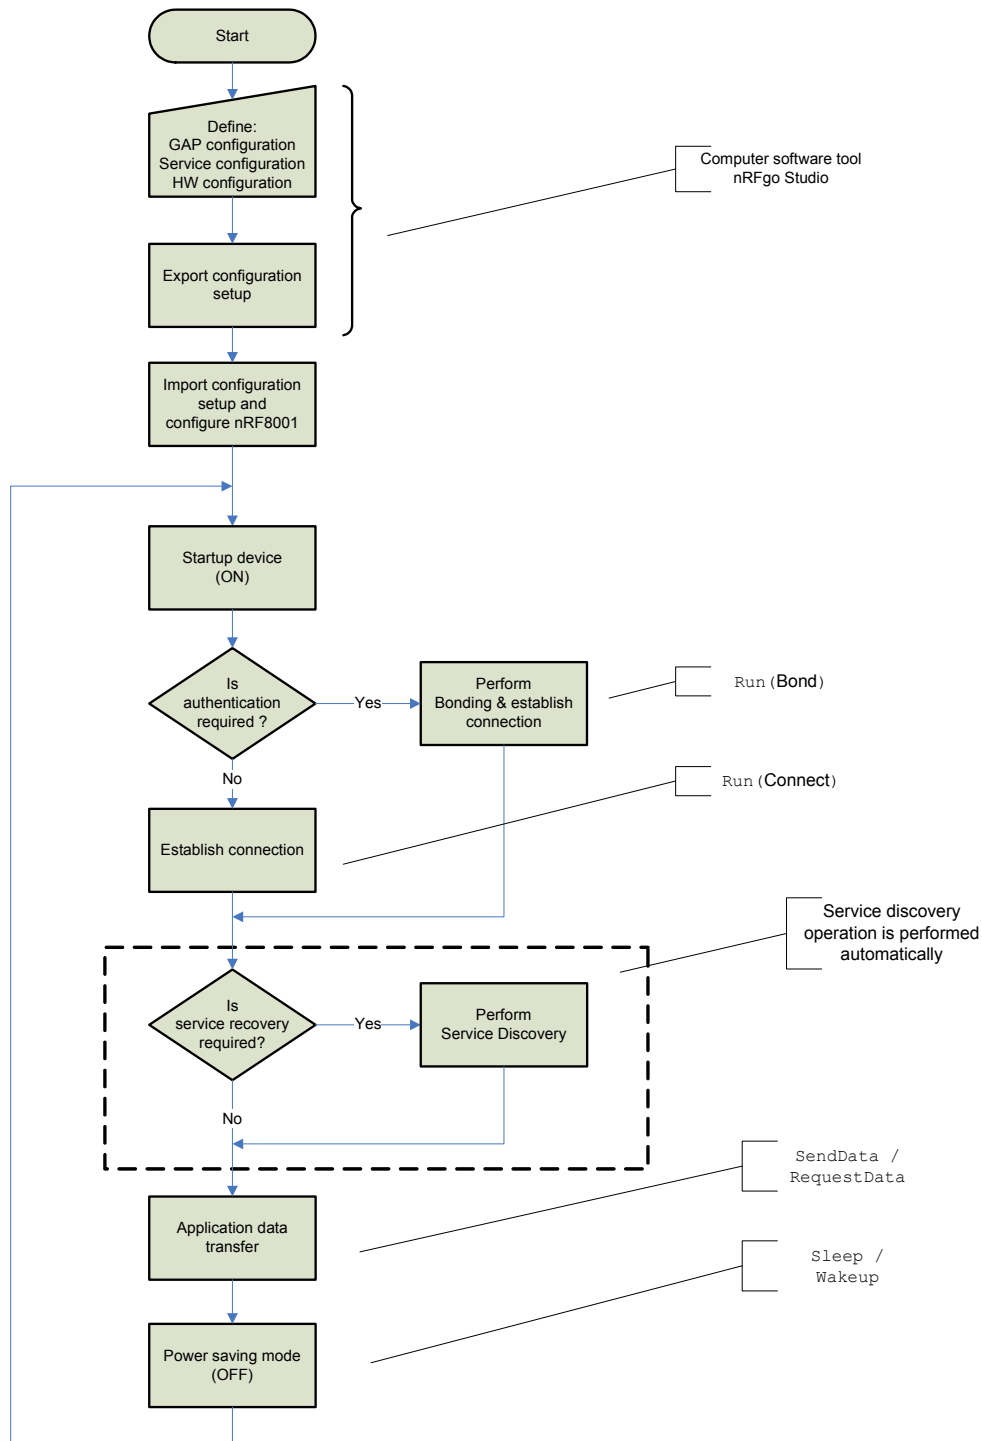 Start
Define:
GAP configuration
Service configuration
HW configuration
Computer software tool
nRFgo Studio
Export configuration
setup
Import configuration
setup and
configure nRF8001
Startup device
(ON)
Is
authentication
required ?
Yes
Perform
Bonding & establish
connection
Run(Bond)
No
Run(Connect)
Establish connection
Service discovery
operation is performed
automatically
Is
service recovery
required?
Yes
Perform
Service Discovery
No
SendData /
RequestData
Application data
transfer
Sleep /
Wakeup
Power saving mode
(OFF)